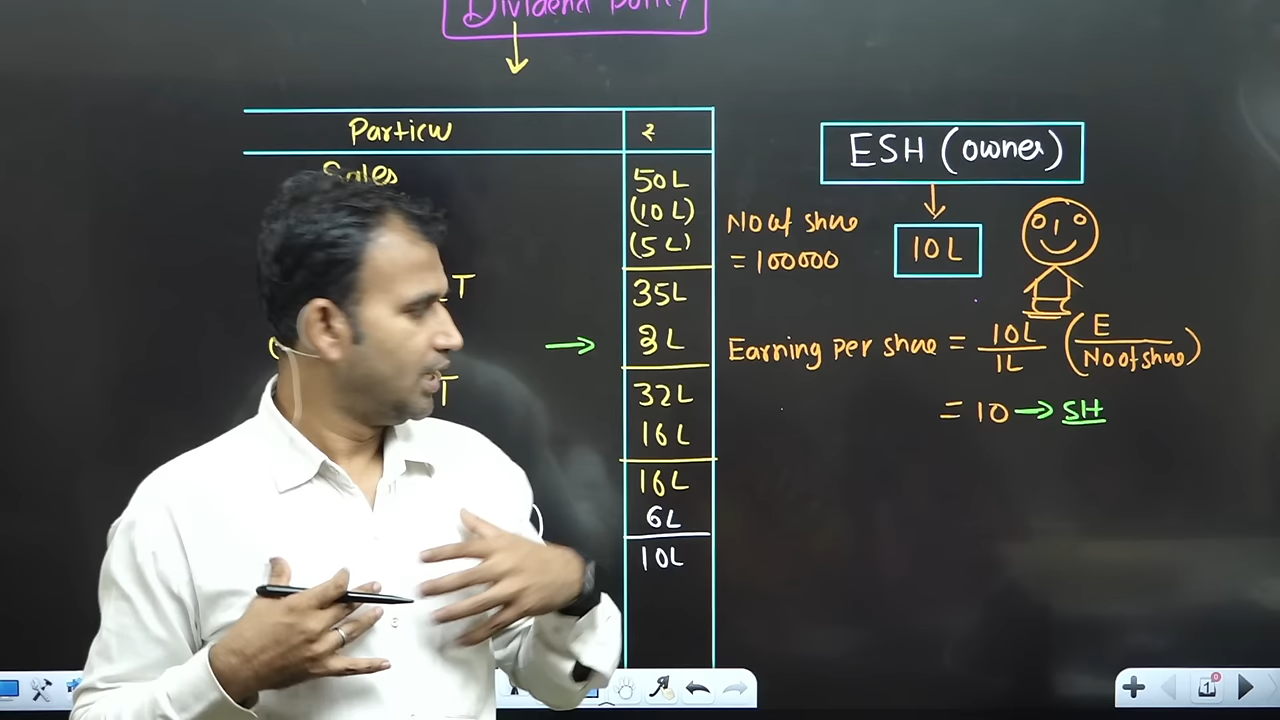 Dividend policy
Particu ₹
Sales 50L
(10L)
(5L)
T 35L
( 3L
T 32L
16L
16L
) 6L
10L
ESH (owner)
10L
No of share
= 100000
Earning per share = 10L / 1L (E / No of share)
= 10 → SH
1